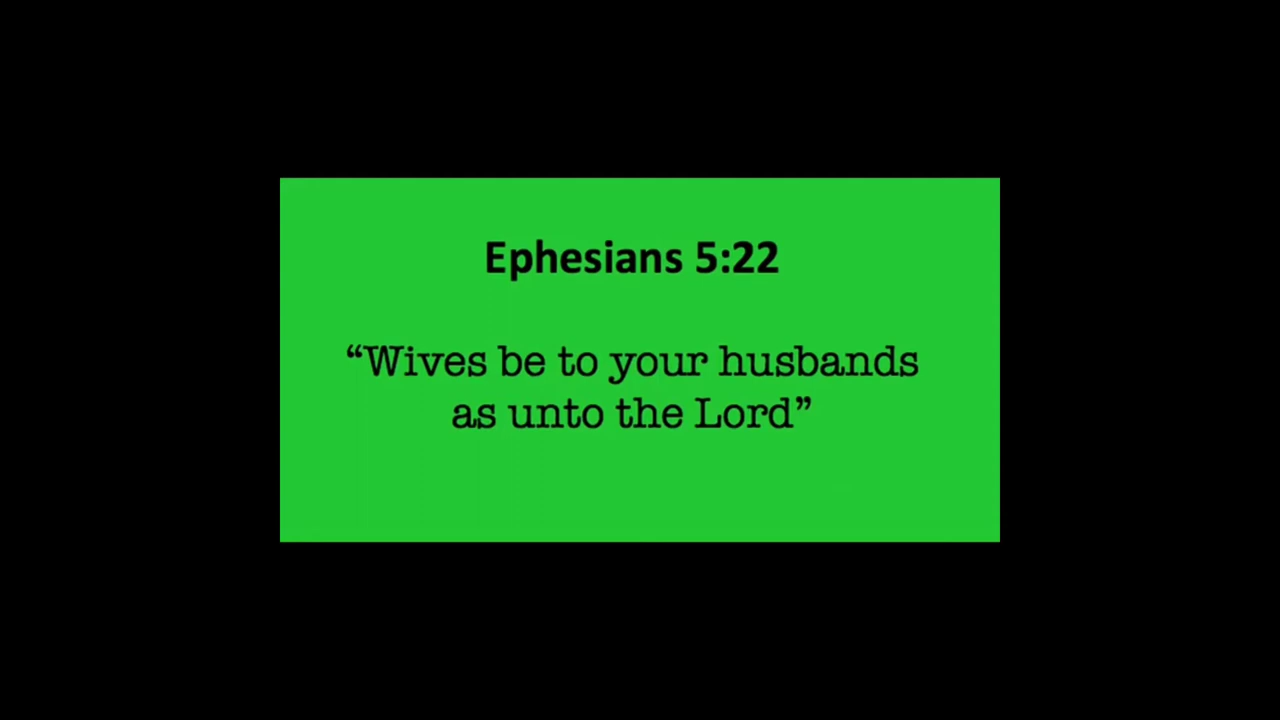 Ephesians 5:22
“Wives be to your husbands
as unto the Lord”